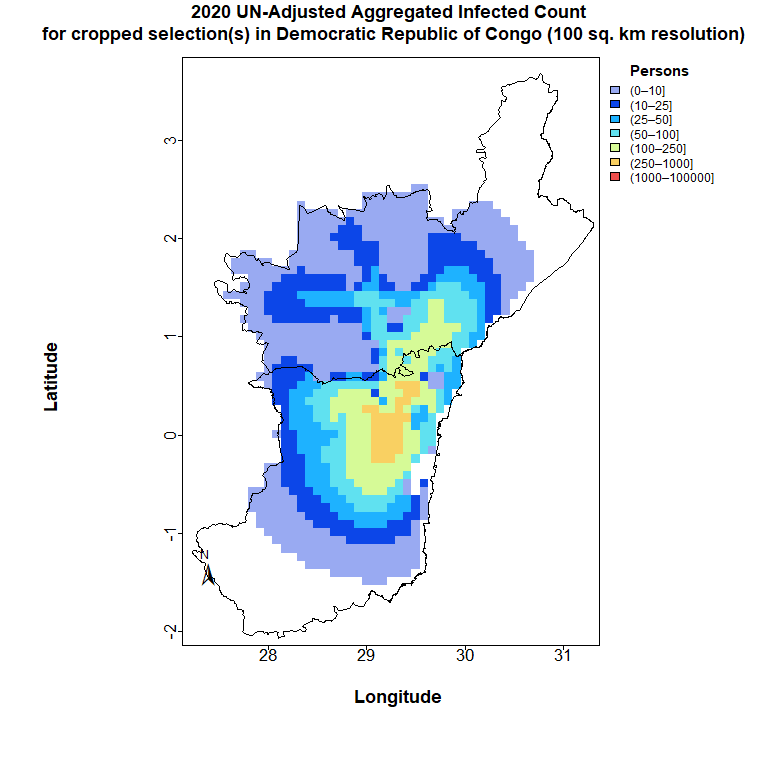 2020 UN-Adjusted Aggregated Infected Count
for cropped selection(s) in Democratic Republic of Congo (100 sq. km resolution)
Persons
(0–10]
(10–25]
(25–50]
(50–100]
(100–250]
(250–1000]
(1000–100000]
3
2
1
0
-1
-2
Latitude
N
28 29 30 31
Longitude